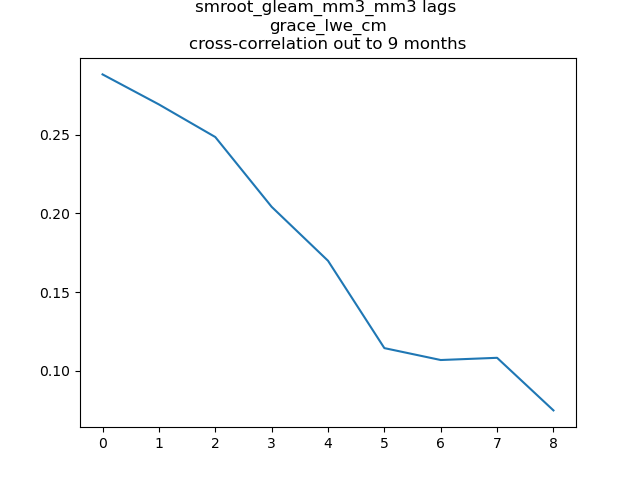 smroot_gleam_mm3_mm3 lags
grace_lwe_cm
cross-correlation out to 9 months
0.25
0.20
0.15
0.10
0 1 2 3 4 5 6 7 8